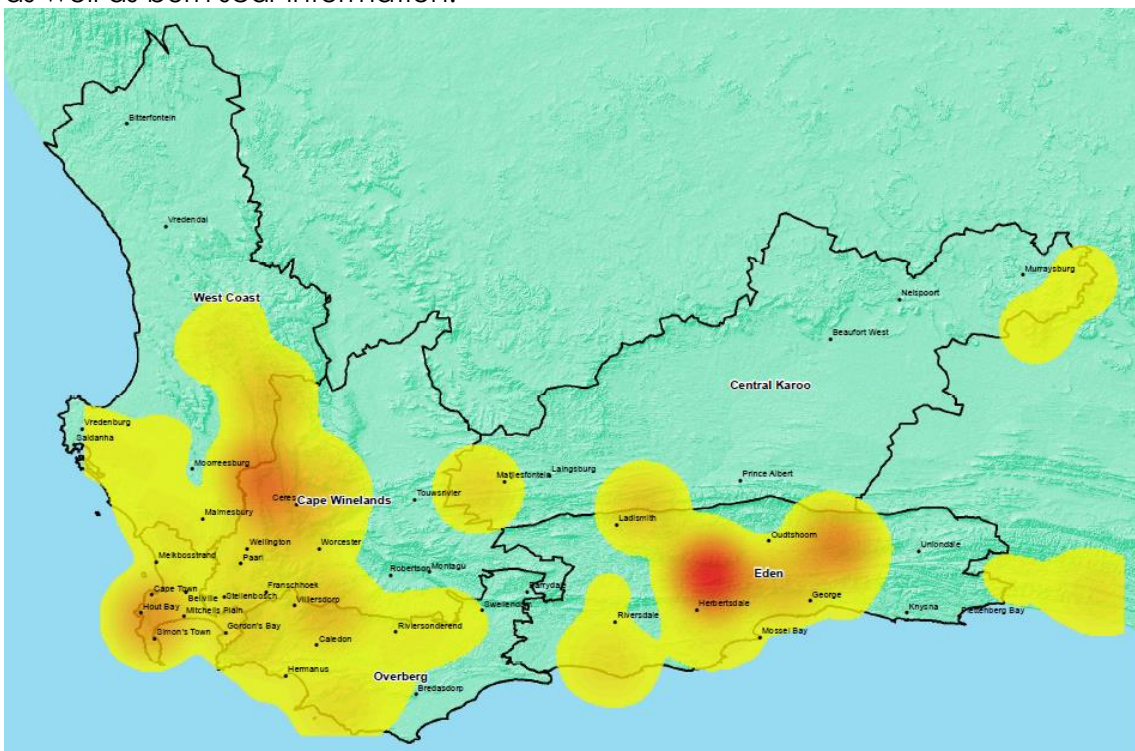 as well as burn scar information.
Bitterfontein
Vredendal
West Coast
Murraysburg
Nelspoort
Beaufort West
Central Karoo
Vredenburg
Saldanha
Moorreesburg
Matjiesfontein
Laingsburg
Prince Albert
Ceres
Cape Winelands
Touwsrivier
Malmesbury
Ladismith
Oudtshoorn
Uniondale
Melkbosstrand
Wellington
Paarl
Worcester
Robertson
Montagu
Eden
Cape Town
Bellville
Stellenbosch
Franschhoek
Barrydale
Hout Bay
Mitchells Plain
Villiersdorp
Swellendam
Herbertsdale
George
Knysna
Plettenberg Bay
Simon's Town
Gordon's Bay
Caledon
Riviersonderend
Riversdale
Mossel Bay
Hermanus
Overberg
Bredasdorp